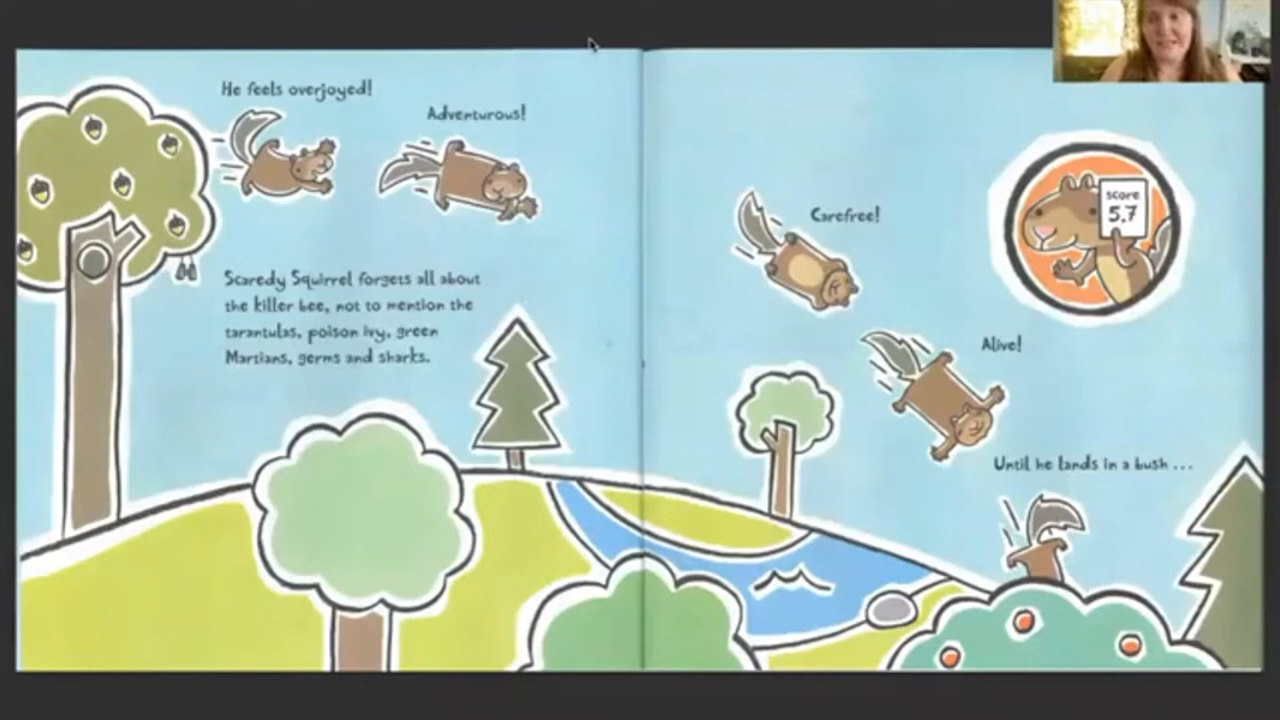 He feels overjoyed!
Adventurous!
Scaredy Squirrel forgets all about
the killer bee, not to mention the
tarantulas, poison ivy, green
Martians, germs and sharks.
Carefree!
score
5.7
Alive!
Until he lands in a bush ...